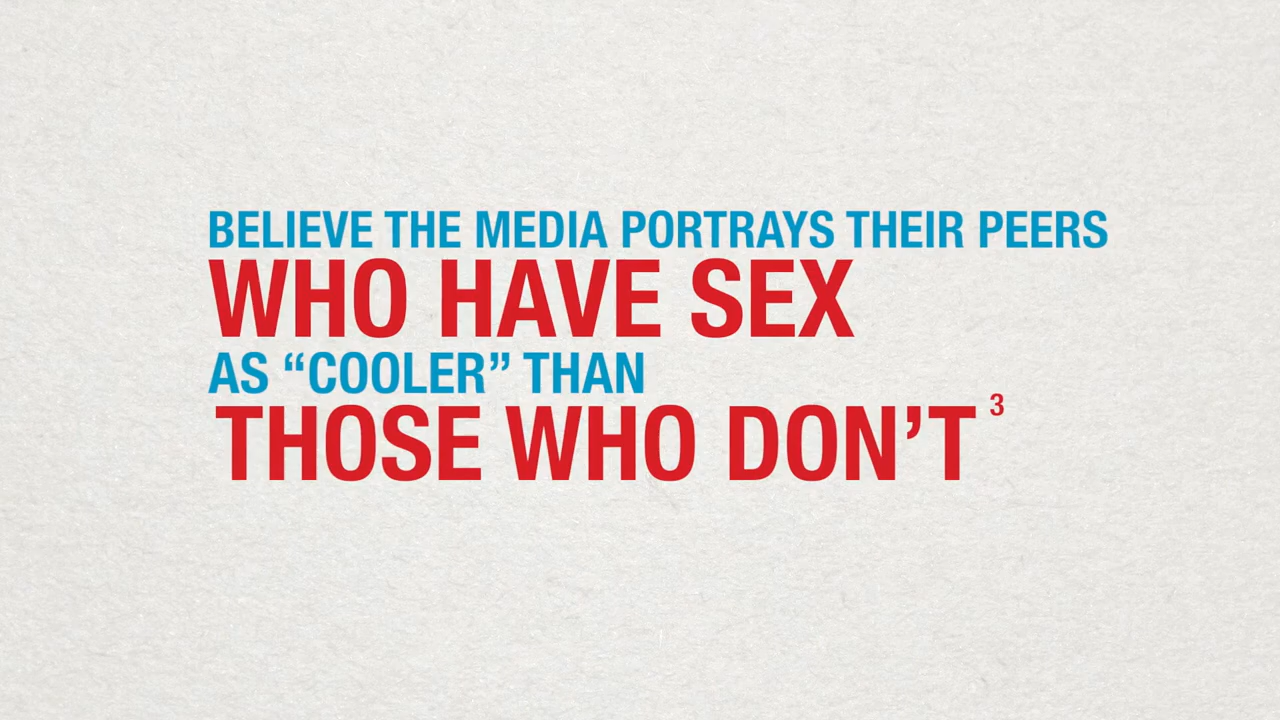 BELIEVE THE MEDIA PORTRAYS THEIR PEERS
WHO HAVE SEX
AS “COOLER” THAN
THOSE WHO DON’T 3